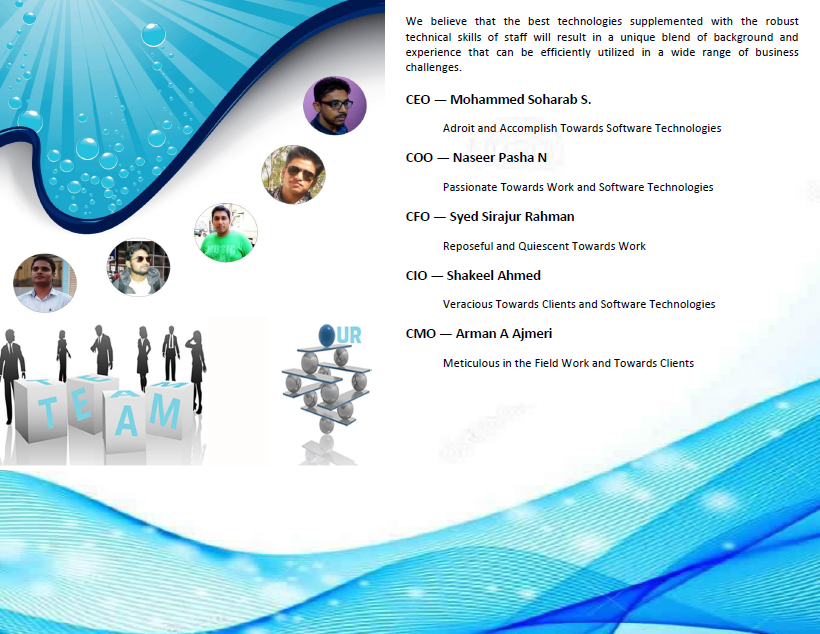 We believe that the best technologies supplemented with the robust
technical skills of staff will result in a unique blend of background and
experience that can be efficiently utilized in a wide range of business
challenges.
CEO — Mohammed Soharab S.
Adroit and Accomplish Towards Software Technologies
COO — Naseer Pasha N
Passionate Towards Work and Software Technologies
CFO — Syed Sirajur Rahman
Reposeful and Quiescent Towards Work
CIO — Shakeel Ahmed
Veracious Towards Clients and Software Technologies
CMO — Arman A Ajmeri
Meticulous in the Field Work and Towards Clients
OUR
TEAM